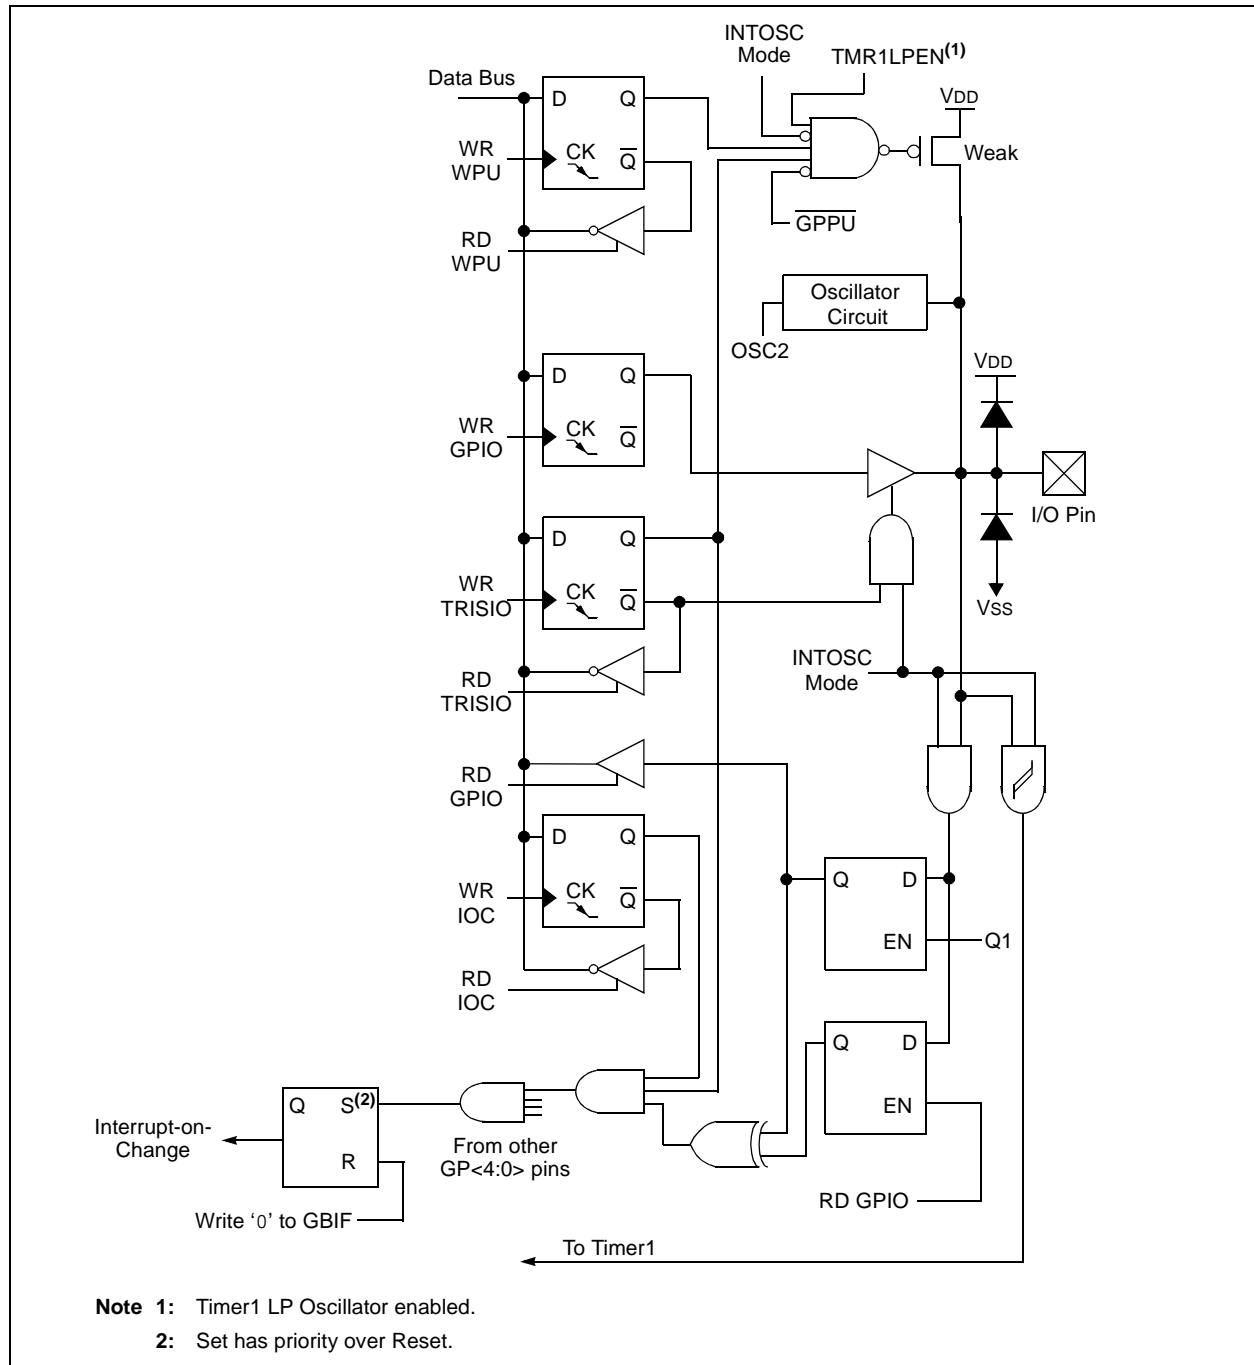 INTOSC
Mode
TMR1LPEN(1)
Data Bus
VDD
D Q
WR
WPU
CK Q
Weak
GPPU
RD
WPU
Oscillator
Circuit
OSC2
VDD
D Q
WR
GPIO
CK Q
I/O Pin
D Q
WR
TRISIO
CK Q
VSS
INTOSC
Mode
RD
TRISIO
RD
GPIO
D Q
WR
IOC
CK Q
Q D
EN
Q1
RD
IOC
Q D
EN
Q S(2)
R
Interrupt-on-
Change
From other
GP<4:0> pins
RD GPIO
Write ‘0’ to GBIF
To Timer1
Note 1: Timer1 LP Oscillator enabled.
2: Set has priority over Reset.